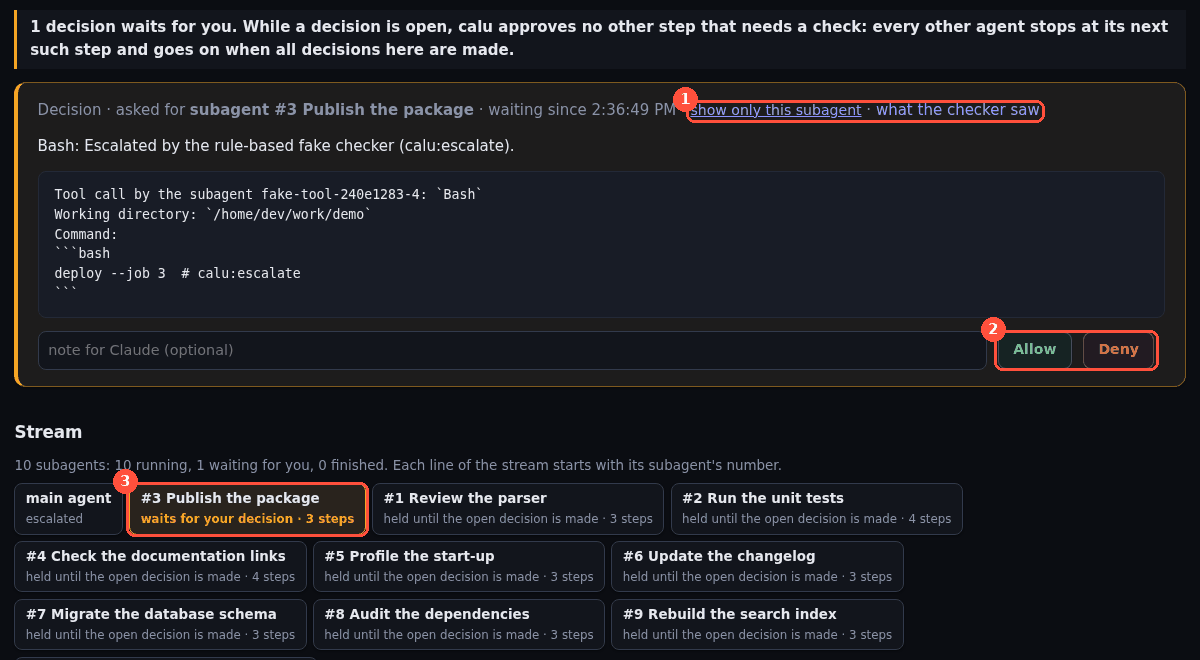 1 decision waits for you. While a decision is open, calu approves no other step that needs a check: every other agent stops at its next
such step and goes on when all decisions here are made.
Decision · asked for subagent #3 Publish the package · waiting since 2:36:49 PM
1
show only this subagent · what the checker saw
Bash: Escalated by the rule-based fake checker (calu:escalate).
Tool call by the subagent fake-tool-240e1283-4: `Bash`
Working directory: `/home/dev/work/demo`
Command:
```bash
deploy --job 3  # calu:escalate
```
note for Claude (optional)
2
Allow
Deny
Stream
10 subagents: 10 running, 1 waiting for you, 0 finished. Each line of the stream starts with its subagent's number.
main agent
escalated
3
#3 Publish the package
waits for your decision · 3 steps
#1 Review the parser
held until the open decision is made · 3 steps
#2 Run the unit tests
held until the open decision is made · 4 steps
#4 Check the documentation links
held until the open decision is made · 4 steps
#5 Profile the start-up
held until the open decision is made · 3 steps
#6 Update the changelog
held until the open decision is made · 3 steps
#7 Migrate the database schema
held until the open decision is made · 3 steps
#8 Audit the dependencies
held until the open decision is made · 3 steps
#9 Rebuild the search index
held until the open decision is made · 3 steps